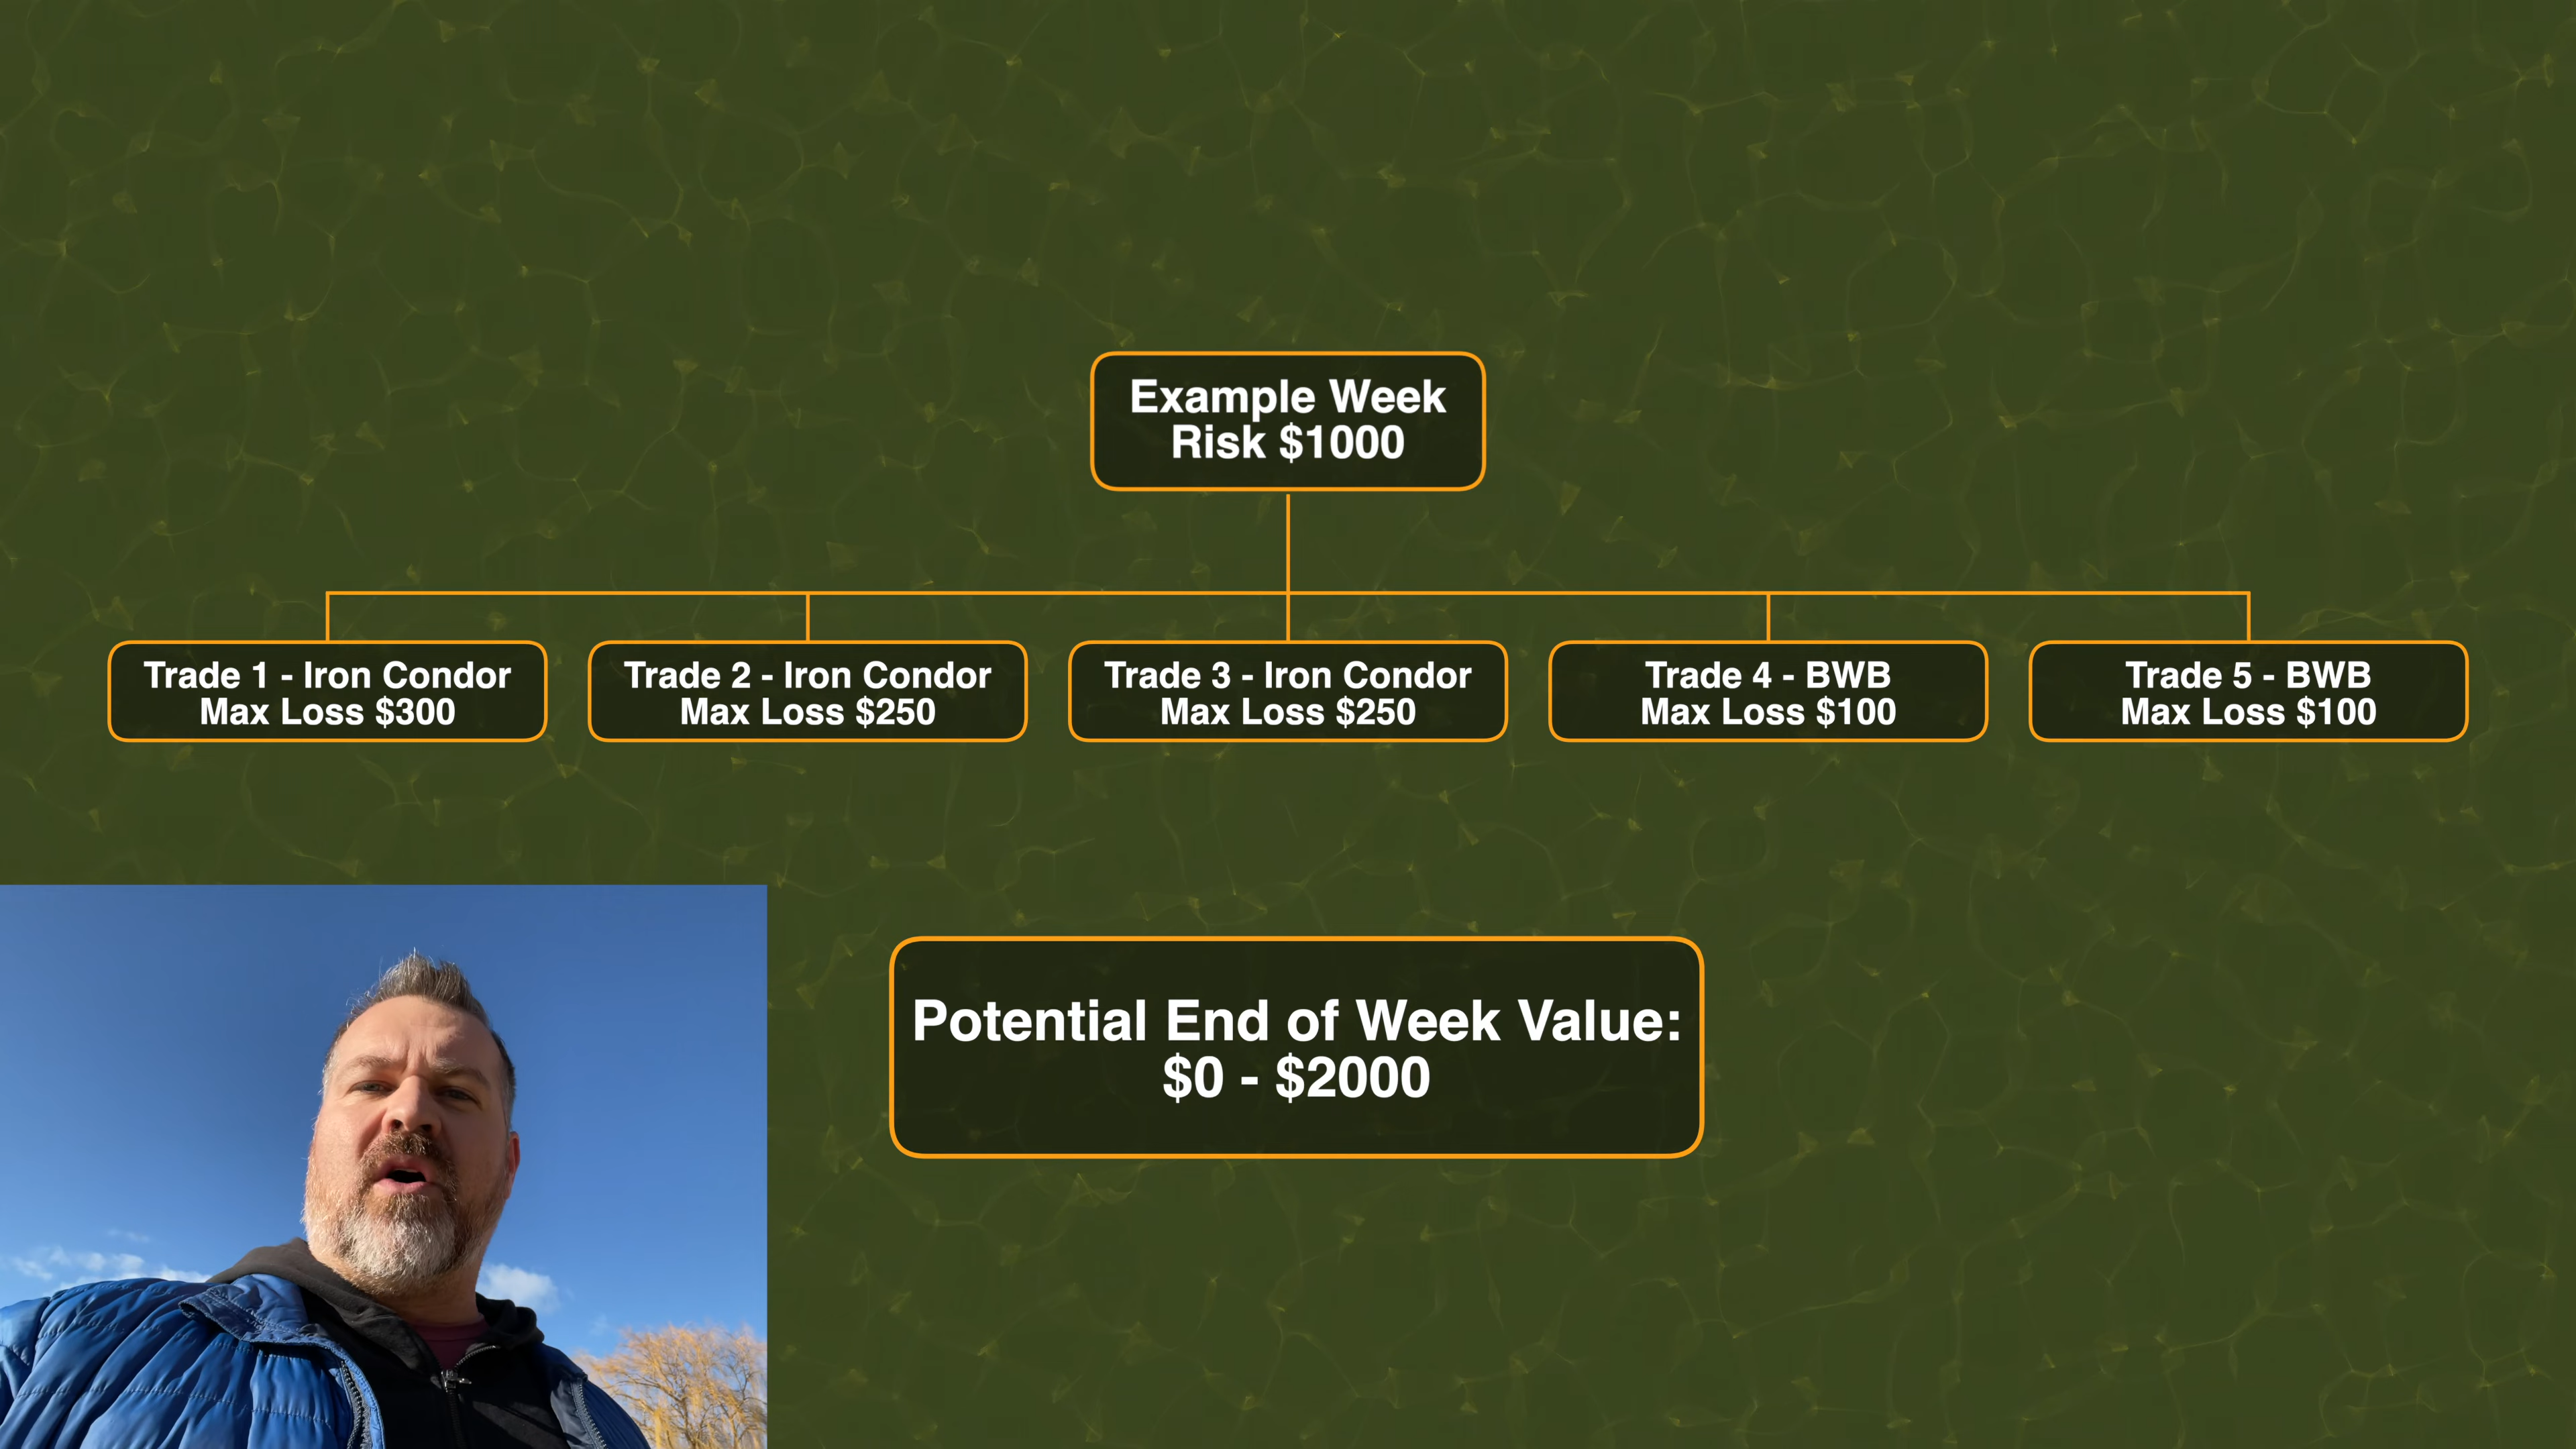 Example Week
Risk $1000
Trade 1 - Iron Condor
Max Loss $300
Trade 2 - Iron Condor
Max Loss $250
Trade 3 - Iron Condor
Max Loss $250
Trade 4 - BWB
Max Loss $100
Trade 5 - BWB
Max Loss $100
Potential End of Week Value:
$0 - $2000